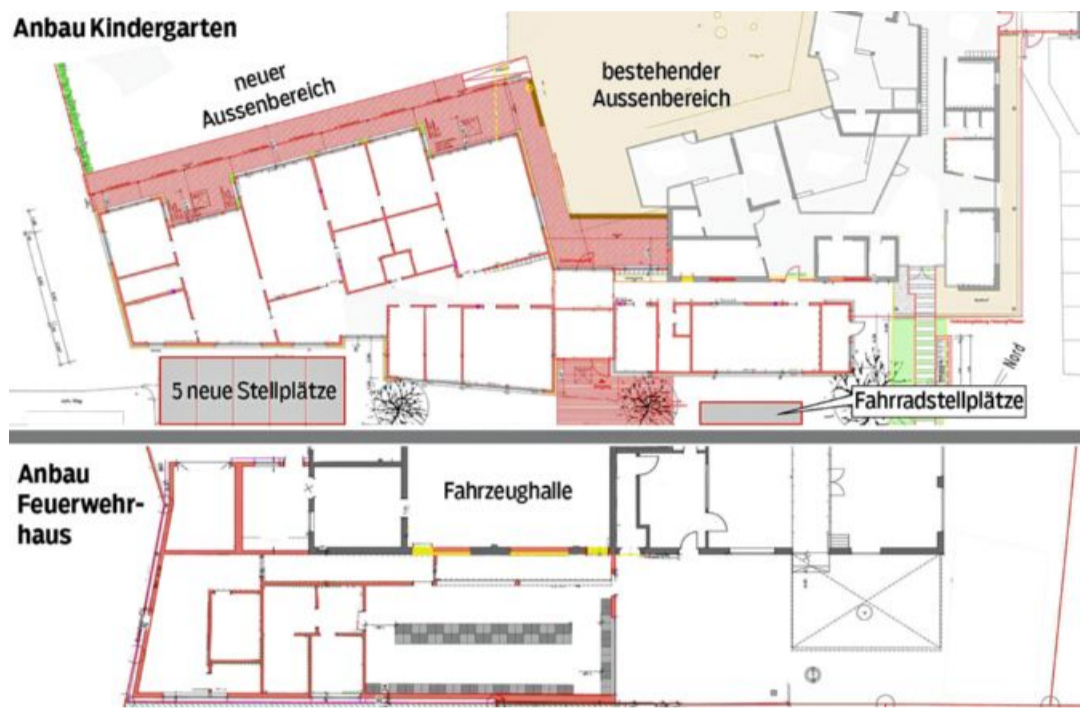 Anbau Kindergarten
neuer
Aussenbereich
bestehender
Aussenbereich
5 neue Stellplätze
Nord
Fahrradstellplätze
Anbau
Feuerwehr-
haus
Fahrzeughalle